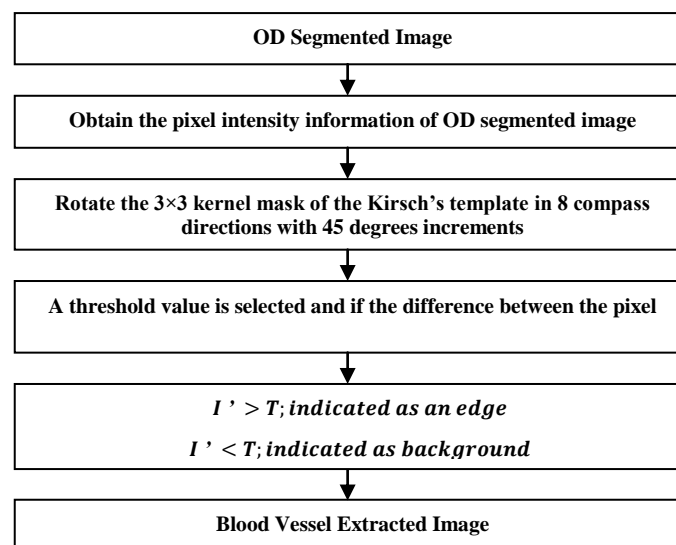 OD Segmented Image
Obtain the pixel intensity information of OD segmented image
Rotate the 3×3 kernel mask of the Kirsch’s template in 8 compass
directions with 45 degrees increments
A threshold value is selected and if the difference between the pixel
I ’ > T; indicated as an edge
I ’ < T; indicated as background
Blood Vessel Extracted Image